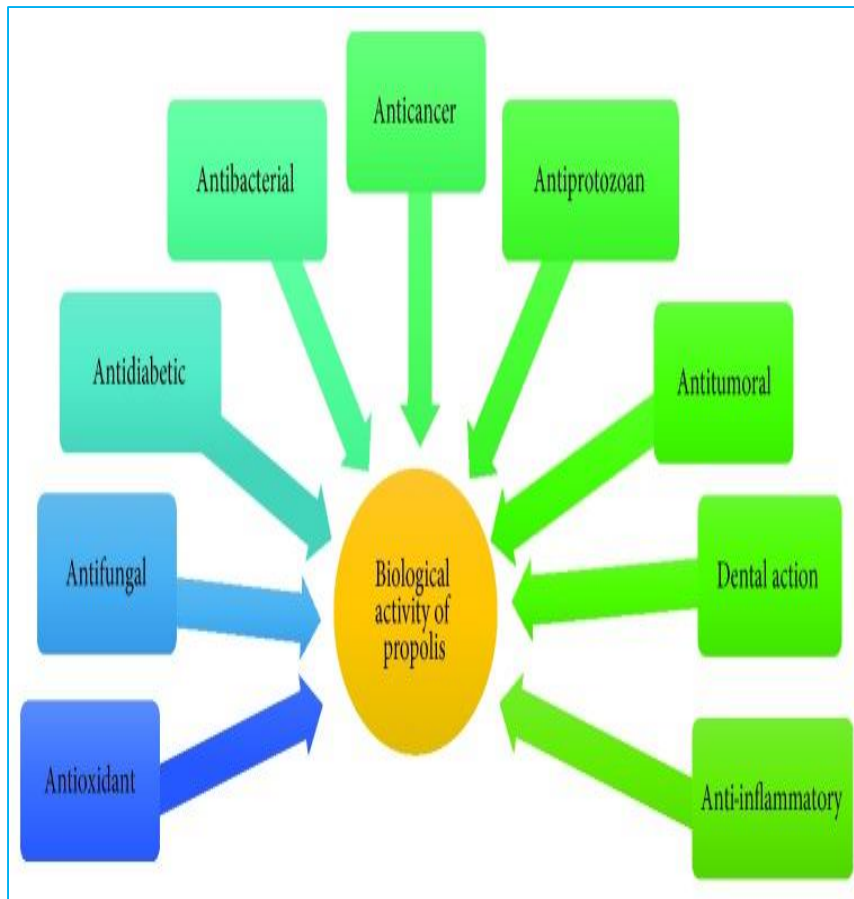 Anticancer
Antibacterial
Antiprotozoan
Antidiabetic
Antitumoral
Antifungal
Biological
activity of
propolis
Dental action
Antioxidant
Anti-inflammatory